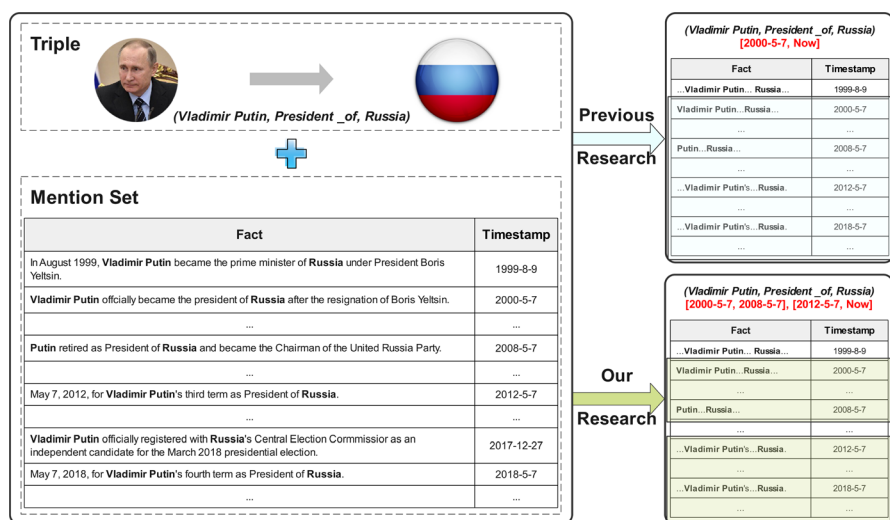 Triple
(Vladimir Putin, President _of, Russia)
Mention Set
Fact Timestamp
In August 1999, Vladimir Putin became the prime minister of Russia under President Boris
Yeltsin.
1999-8-9
Vladimir Putin offcially became the president of Russia after the resignation of Boris Yeltsin. 2000-5-7
... ...
Putin retired as President of Russia and became the Chairman of the United Russia Party. 2008-5-7
... ...
May 7, 2012, for Vladimir Putin's third term as President of Russia. 2012-5-7
... ...
Vladimir Putin officially registered with Russia's Central Election Cormmissior as an
independent candidate for the March 2018 presidential election.
2017-12-27
May 7, 2018, for Vladimir Putin's fourth term as President of Russia. 2018-5-7
... ...
Previous
Research
Our
Research
(Vladimir Putin, President _of, Russia)
[2000-5-7, Now]
Fact Timestamp
...Vladimir Putin... Russia... 1999-8-9
Vladimir Putin...Russia... 2000-5-7
... ...
Putin...Russia... 2008-5-7
... ...
...Vladimir Putin's...Russia. 2012-5-7
... ...
...Vladimir Putin's...Russia. 2018-5-7
... ...
(Vladimir Putin, President _of, Russia)
[2000-5-7, 2008-5-7], [2012-5-7, Now]
Fact Timestamp
...Vladimir Putin... Russia... 1999-8-9
Vladimir Putin...Russia... 2000-5-7
... ...
Putin...Russia... 2008-5-7
... ...
...Vladimir Putin's...Russia. 2012-5-7
... ...
...Vladimir Putin's...Russia. 2018-5-7
... ...